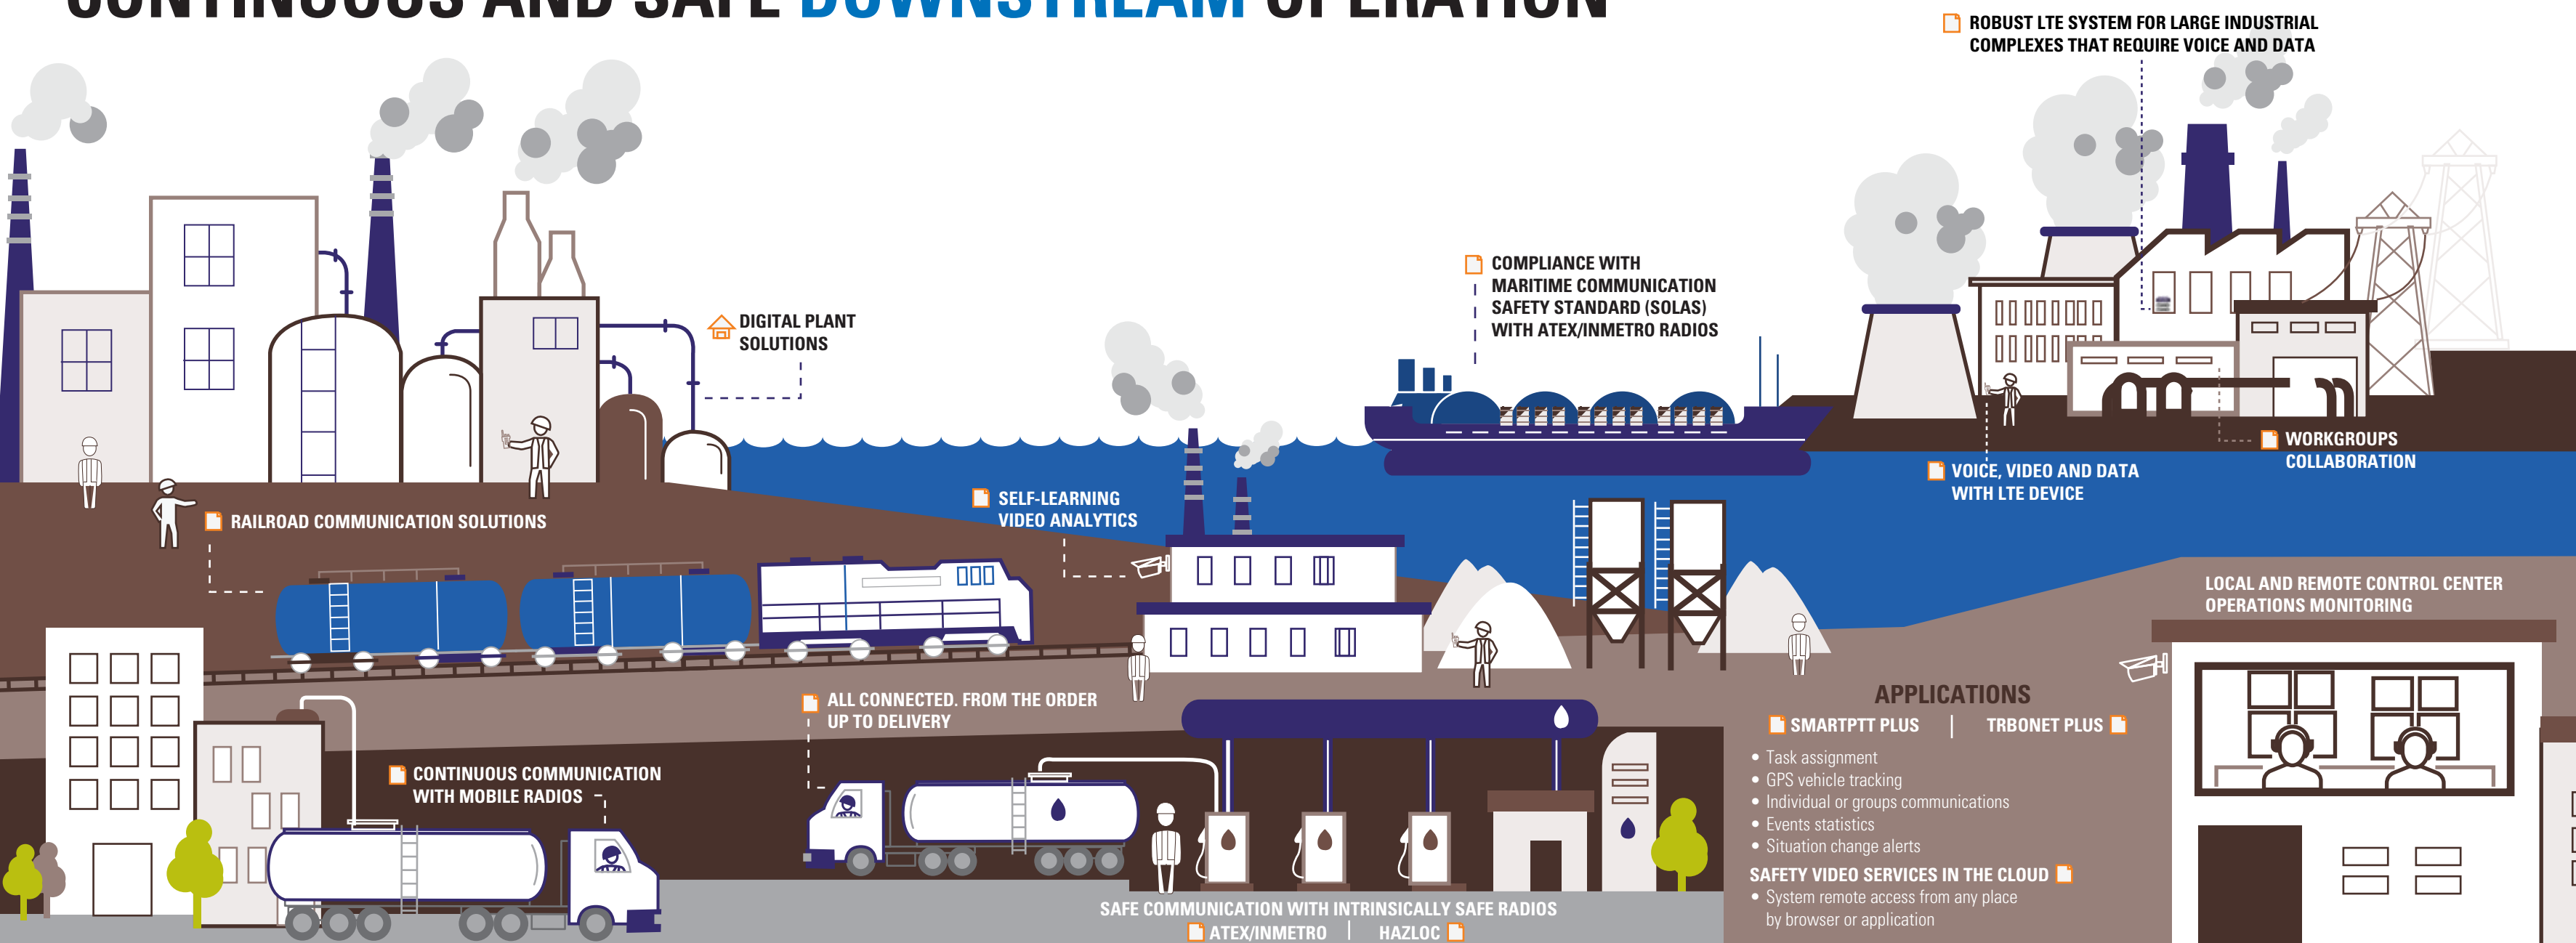 CONTINUOUS AND SAFE DOWNSTREAM OPERATION
ROBUST LTE SYSTEM FOR LARGE INDUSTRIAL
COMPLEXES THAT REQUIRE VOICE AND DATA
COMPLIANCE WITH
MARITIME COMMUNICATION
SAFETY STANDARD (SOLAS)
WITH ATEX/INMETRO RADIOS
DIGITAL PLANT
SOLUTIONS
WORKGROUPS
COLLABORATION
VOICE, VIDEO AND DATA
WITH LTE DEVICE
SELF-LEARNING
VIDEO ANALYTICS
RAILROAD COMMUNICATION SOLUTIONS
LOCAL AND REMOTE CONTROL CENTER
OPERATIONS MONITORING
ALL CONNECTED. FROM THE ORDER
UP TO DELIVERY
CONTINUOUS COMMUNICATION
WITH MOBILE RADIOS
APPLICATIONS
SMARTPTT PLUS | TRBONET PLUS
• Task assignment
• GPS vehicle tracking
• Individual or groups communications
• Events statistics
• Situation change alerts
SAFETY VIDEO SERVICES IN THE CLOUD
• System remote access from any place
by browser or application
SAFE COMMUNICATION WITH INTRINSICALLY SAFE RADIOS
ATEX/INMETRO | HAZLOC